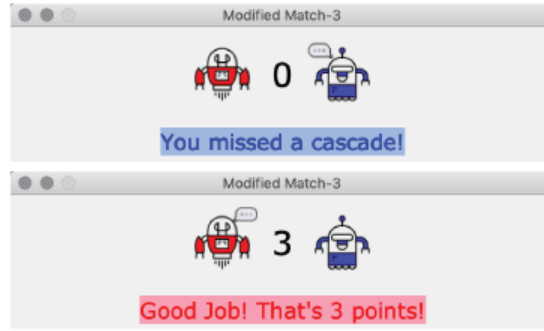 Modified Match-3
0
You missed a cascade!
Modified Match-3
3
Good Job! That's 3 points!